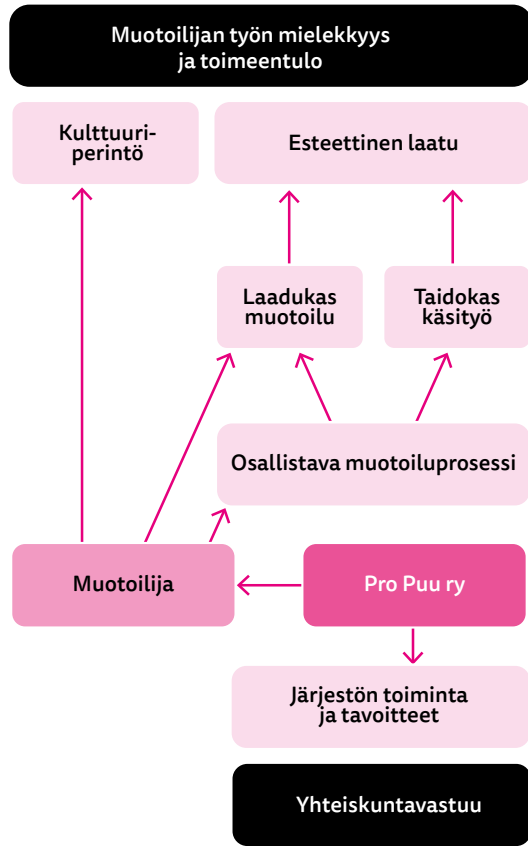 Muotoilijan työn mielekkyys
ja toimeentulo
Kulttuuri-
perintö
Esteettinen laatu
Laadukas
muotoilu
Taidokas
käsityö
Osallistava muotoiluprosessi
Muotoilija
Pro Puu ry
Järjestön toiminta
ja tavoitteet
Yhteiskuntavastuu